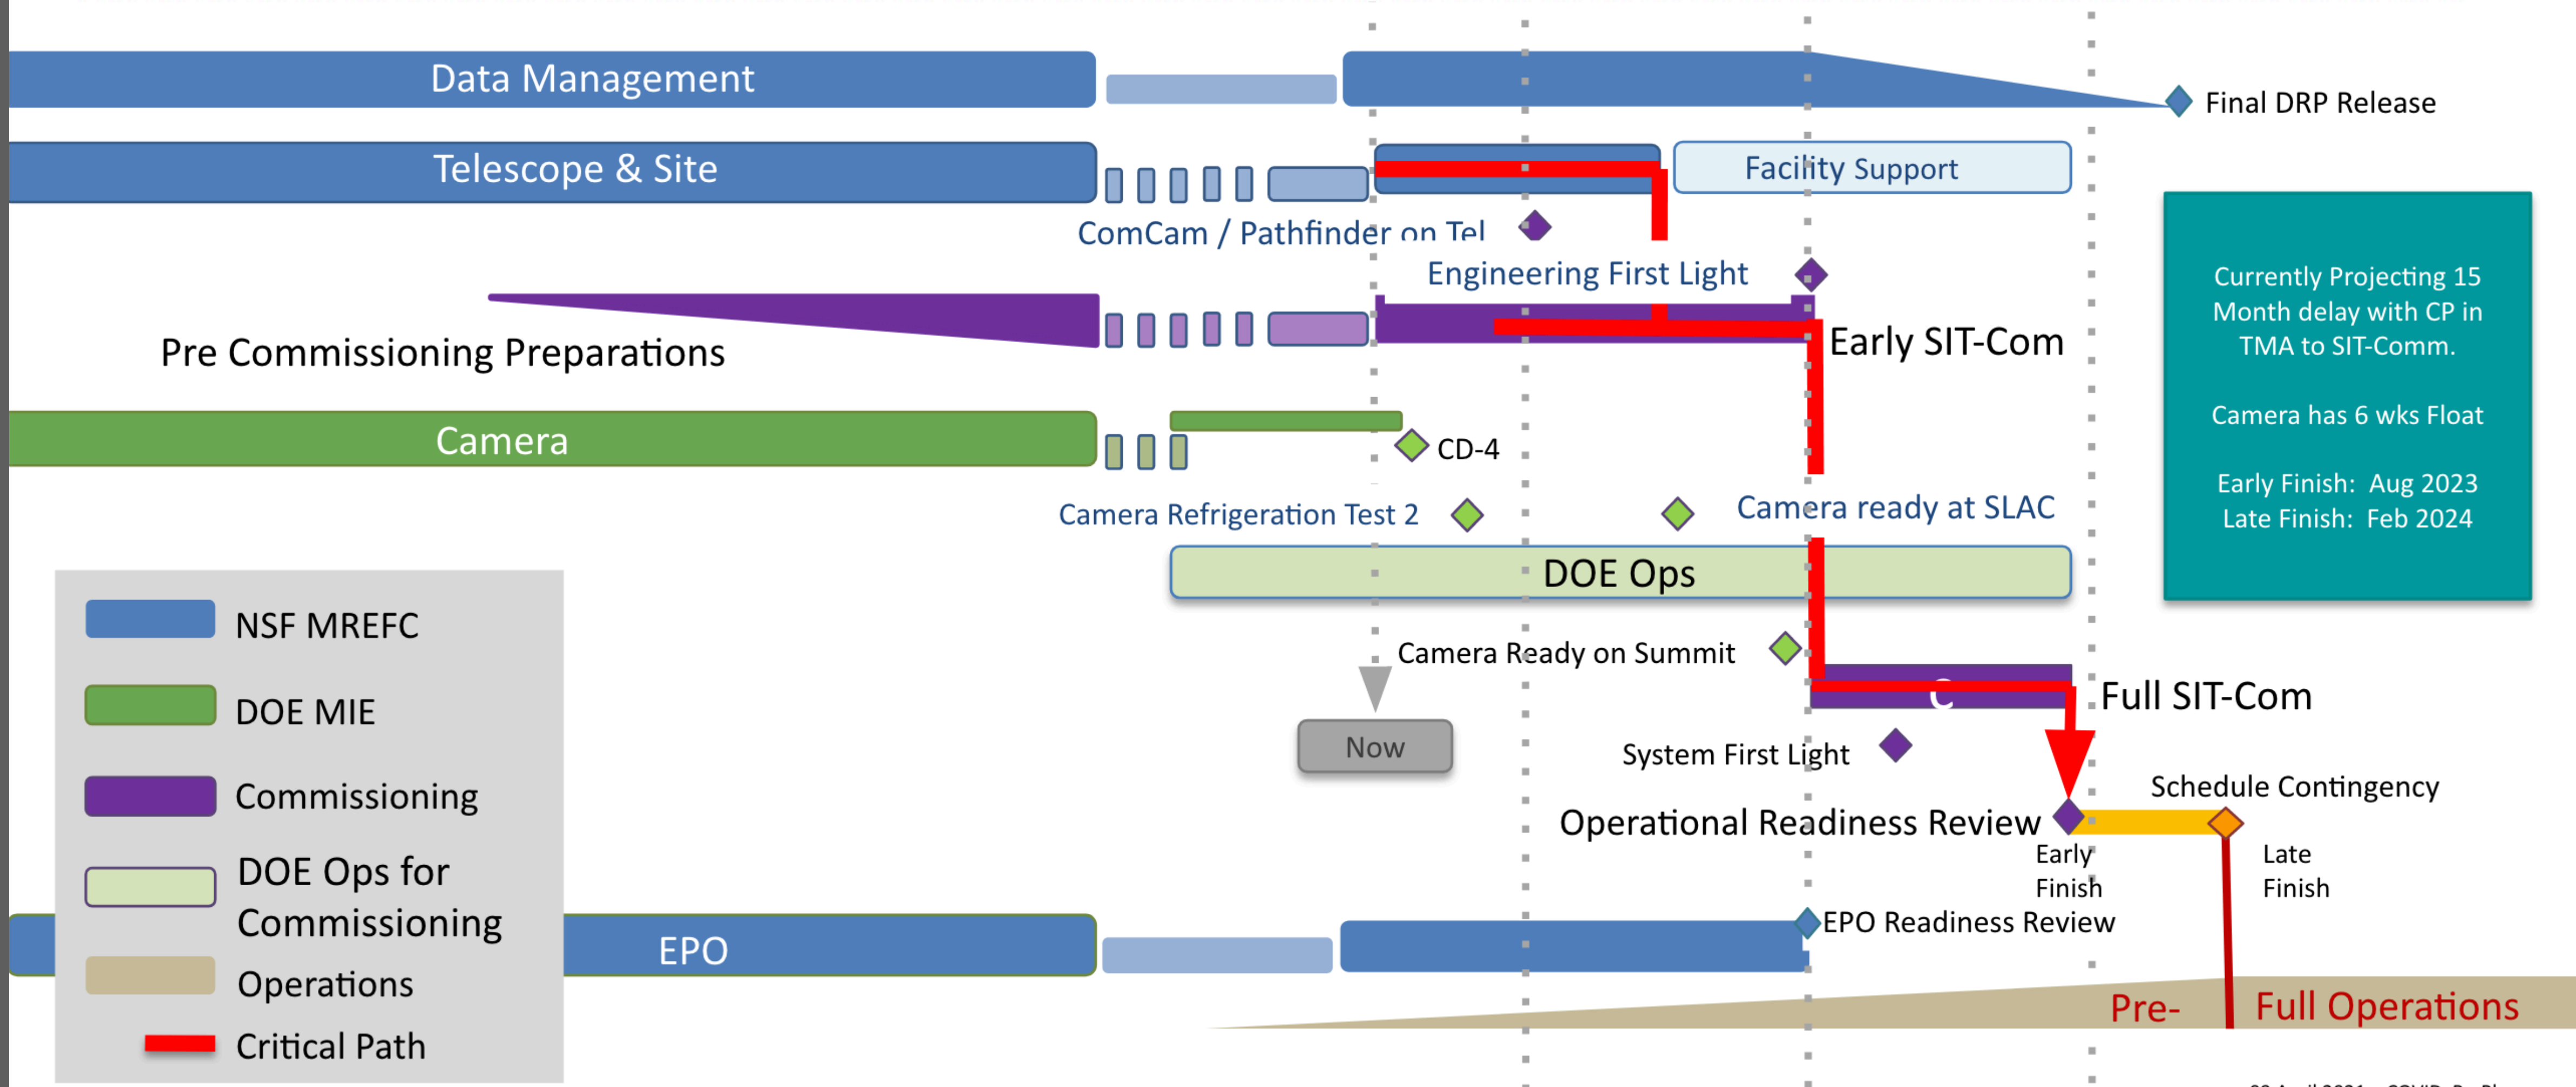 Data Management
Final DRP Release
Telescope & Site
Facility Support
ComCam / Pathfinder on Tel
Engineering First Light
Pre Commissioning Preparations
Early SIT-Com
Currently Projecting 15
Month delay with CP in
TMA to SIT-Comm.
Camera has 6 wks Float
Early Finish: Aug 2023
Late Finish: Feb 2024
Camera
CD-4
Camera Refrigeration Test 2
Camera ready at SLAC
DOE Ops
Camera Ready on Summit
C
Full SIT-Com
Now
System First Light
Schedule Contingency
Operational Readiness Review
Early
Finish
Late
Finish
EPO Readiness Review
EPO
Pre-
Full Operations
NSF MREFC
DOE MIE
Commissioning
DOE Ops for
Commissioning
Operations
Critical Path